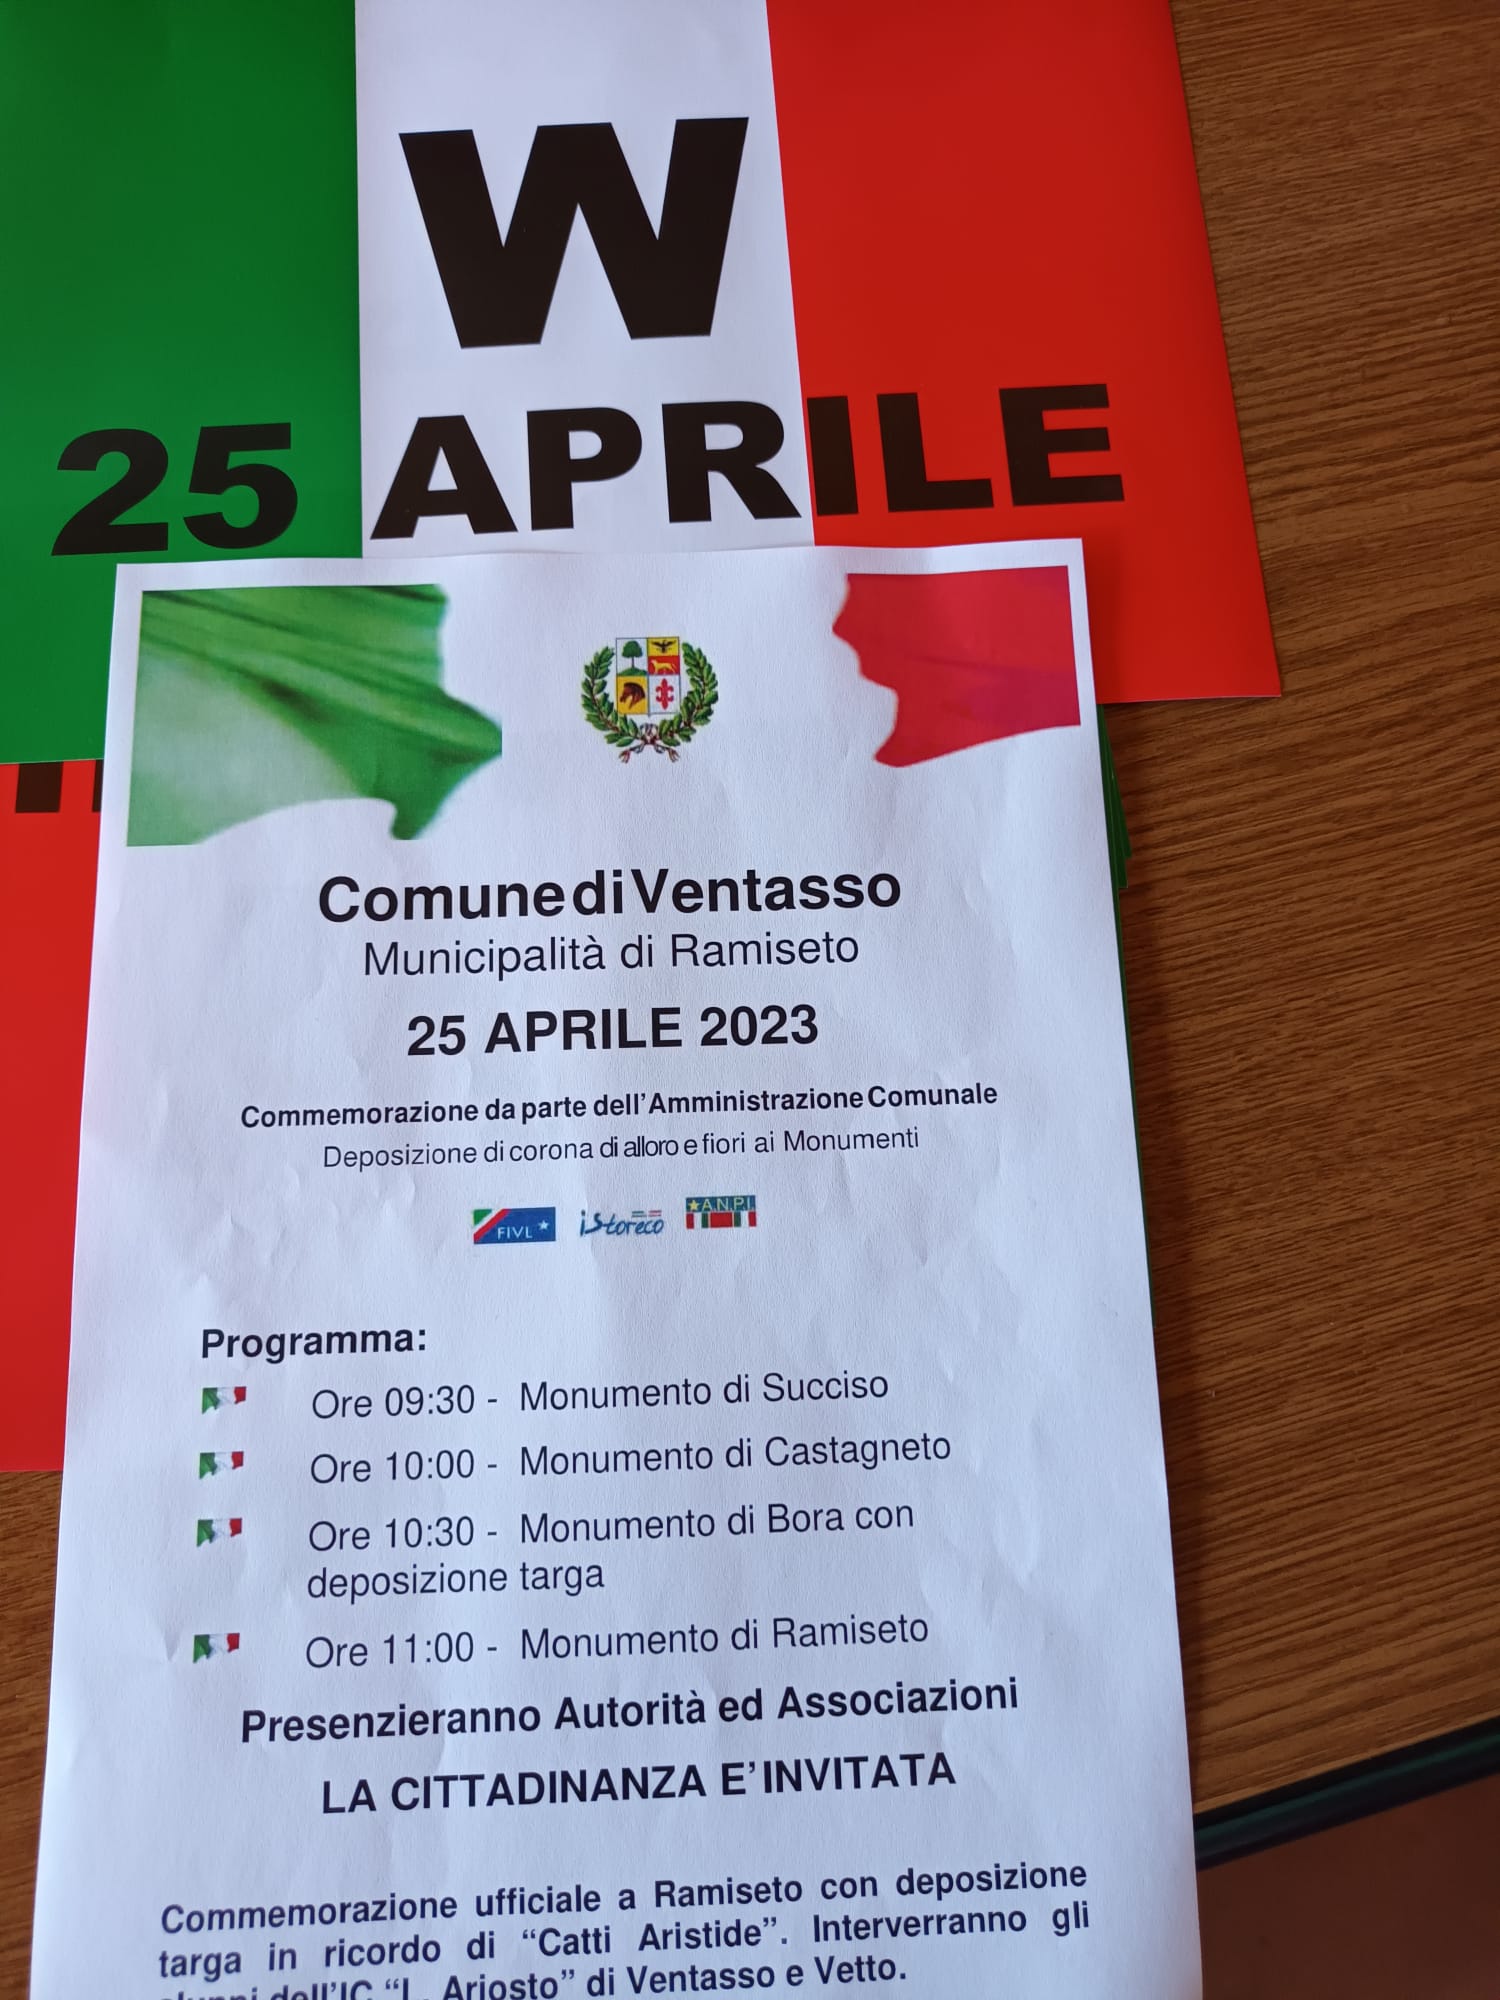 W
25 APRILE
Comune di Ventasso
Municipalità di Ramiseto
25 APRILE 2023
Commemorazione da parte dell'Amministrazione Comunale
Deposizione di corona di alloro e fiori ai Monumenti
FIVL istoreco A.N.P.I.
Programma:
Ore 09:30 - Monumento di Succiso
Ore 10:00 - Monumento di Castagneto
Ore 10:30 - Monumento di Bora con
deposizione targa
Ore 11:00 - Monumento di Ramiseto
Presenzieranno Autorità ed Associazioni
LA CITTADINANZA E' INVITATA
Commemorazione ufficiale a Ramiseto con deposizione
targa in ricordo di “Catti Aristide”. Interverranno gli
alunni dell'IC “L. Ariosto” di Ventasso e Vetto.